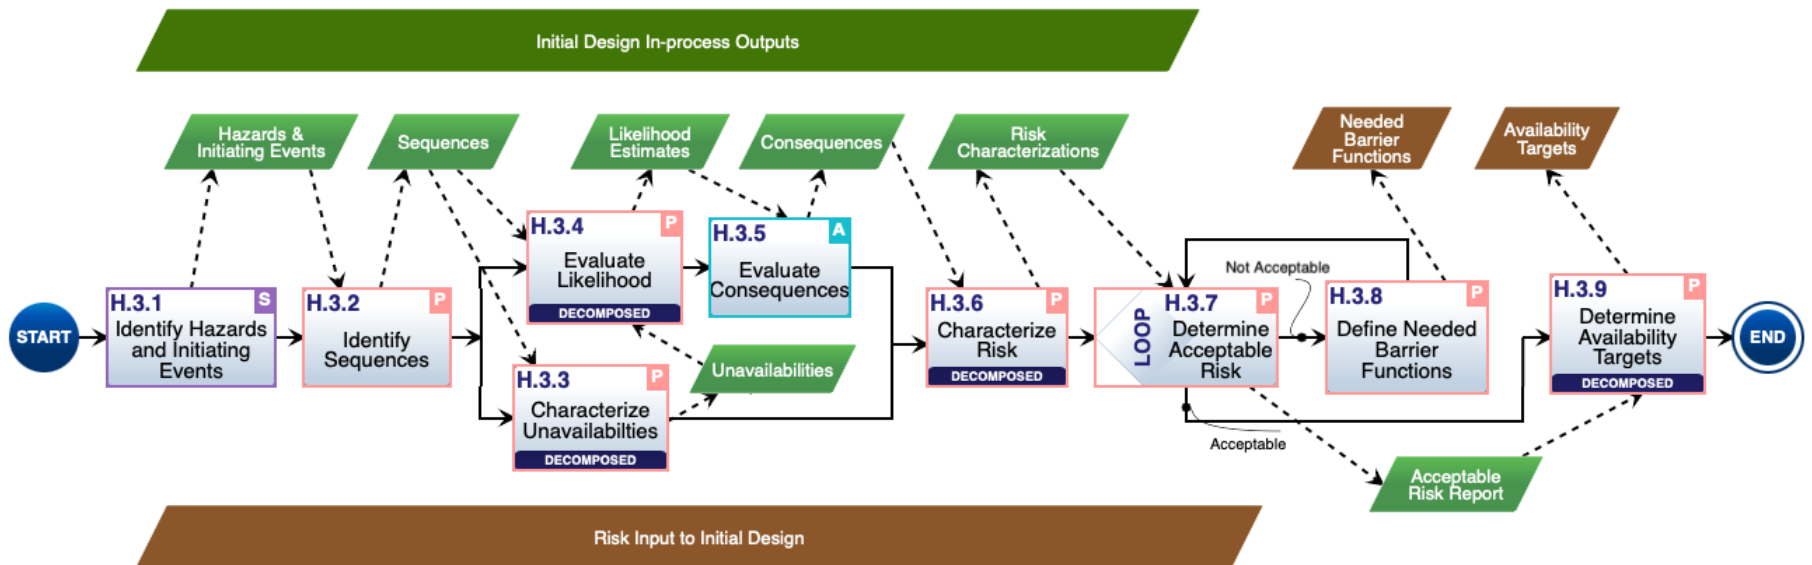 Initial Design In-process Outputs
Hazards &
Initiating Events
Sequences
Likelihood
Estimates
Consequences
Risk
Characterizations
Needed
Barrier
Functions
Availability
Targets
START
H.3.1
S
Identify Hazards
and Initiating
Events
H.3.2
P
Identify
Sequences
H.3.4
P
Evaluate
Likelihood
DECOMPOSED
H.3.5
A
Evaluate
Consequences
H.3.3
P
Characterize
Unavailabilties
DECOMPOSED
Unavailabilities
H.3.6
P
Characterize
Risk
DECOMPOSED
LOOP
H.3.7
P
Determine
Acceptable
Risk
Not Acceptable
Acceptable
H.3.8
P
Define Needed
Barrier
Functions
H.3.9
P
Determine
Availability
Targets
DECOMPOSED
END
Acceptable
Risk Report
Risk Input to Initial Design